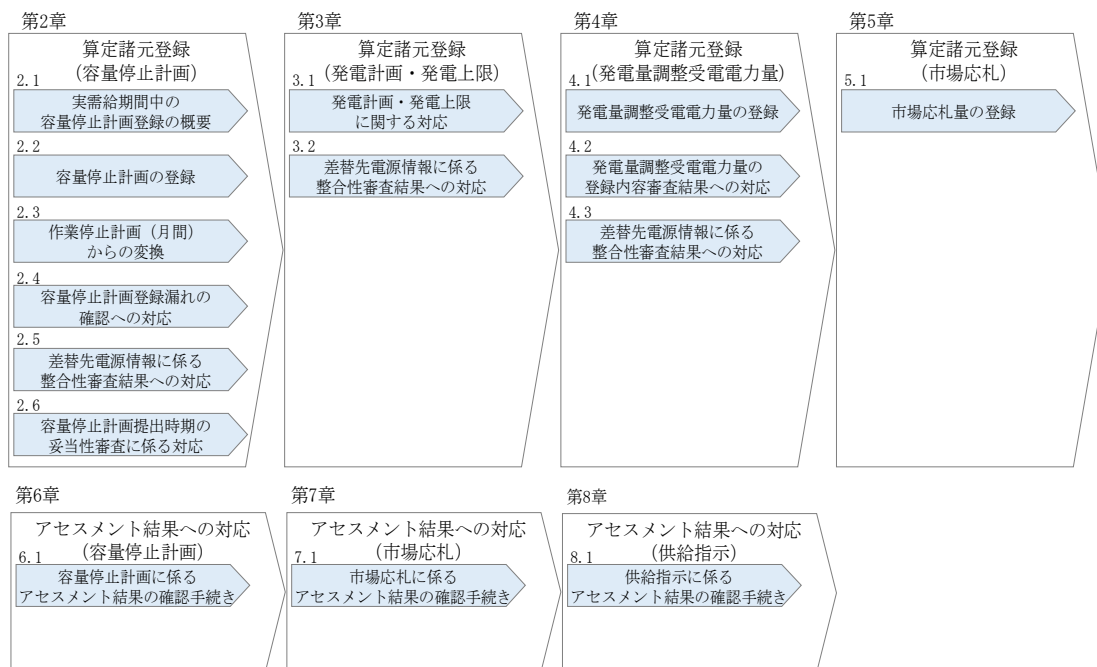 第2章
算定諸元登録
(容量停止計画)
2.1
実需給期間中の
容量停止計画登録の概要
2.2
容量停止計画の登録
2.3
作業停止計画（月間）
からの変換
2.4
容量停止計画登録漏れの
確認への対応
2.5
差替先電源情報に係る
整合性審査結果への対応
2.6
容量停止計画提出時期の
妥当性審査に係る対応
第3章
算定諸元登録
(発電計画・発電上限)
3.1
発電計画・発電上限
に関する対応
3.2
差替先電源情報に係る
整合性審査結果への対応
第4章
算定諸元登録
(発電量調整受電電力量)
4.1
発電量調整受電電力量の登録
4.2
発電量調整受電電力量の
登録内容審査結果への対応
4.3
差替先電源情報に係る
整合性審査結果への対応
第5章
算定諸元登録
(市場応札)
5.1
市場応札量の登録
第6章
アセスメント結果への対応
(容量停止計画)
6.1
容量停止計画に係る
アセスメント結果の確認手続き
第7章
アセスメント結果への対応
(市場応札)
7.1
市場応札に係る
アセスメント結果の確認手続き
第8章
アセスメント結果への対応
(供給指示)
8.1
供給指示に係る
アセスメント結果の確認手続き